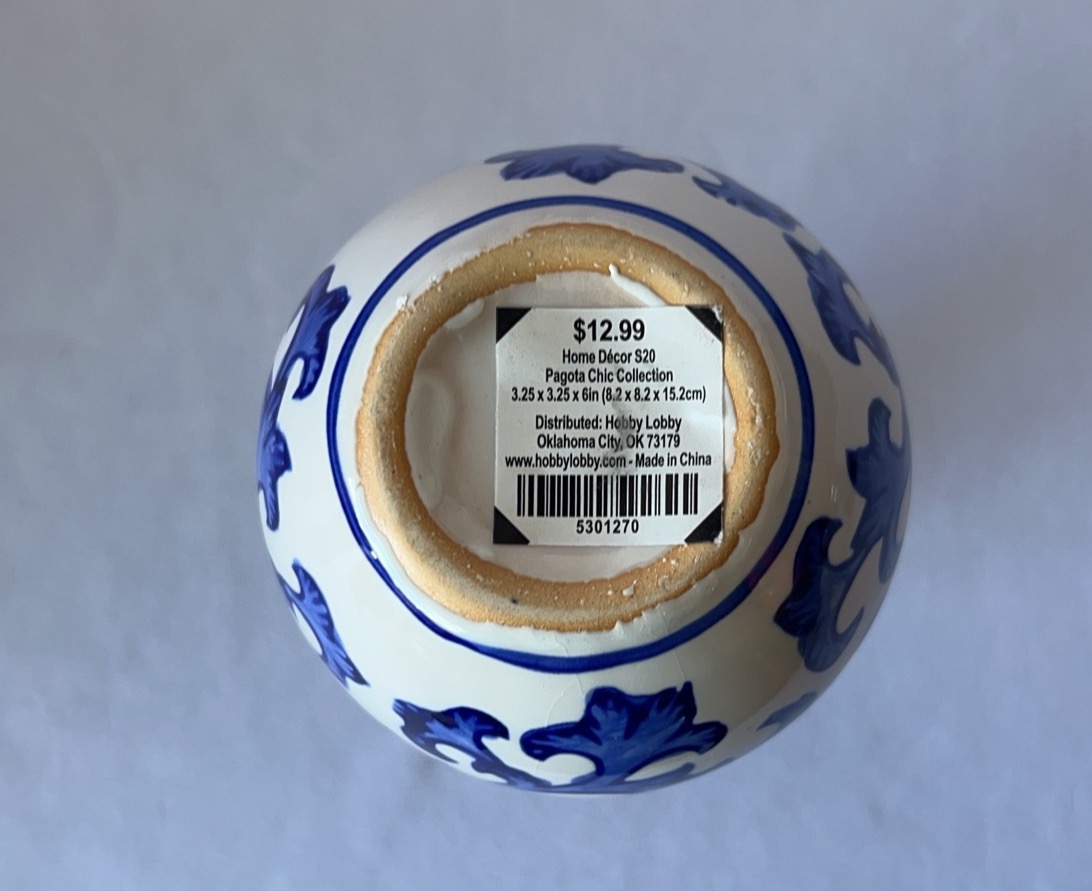 $12.99
Home Décor S20
Pagota Chic Collection
3.25 x 3.25 x 6in (8.2 x 8.2 x 15.2cm)
Distributed: Hobby Lobby
Oklahoma City, OK 73179
www.hobbylobby.com - Made in China
5301270